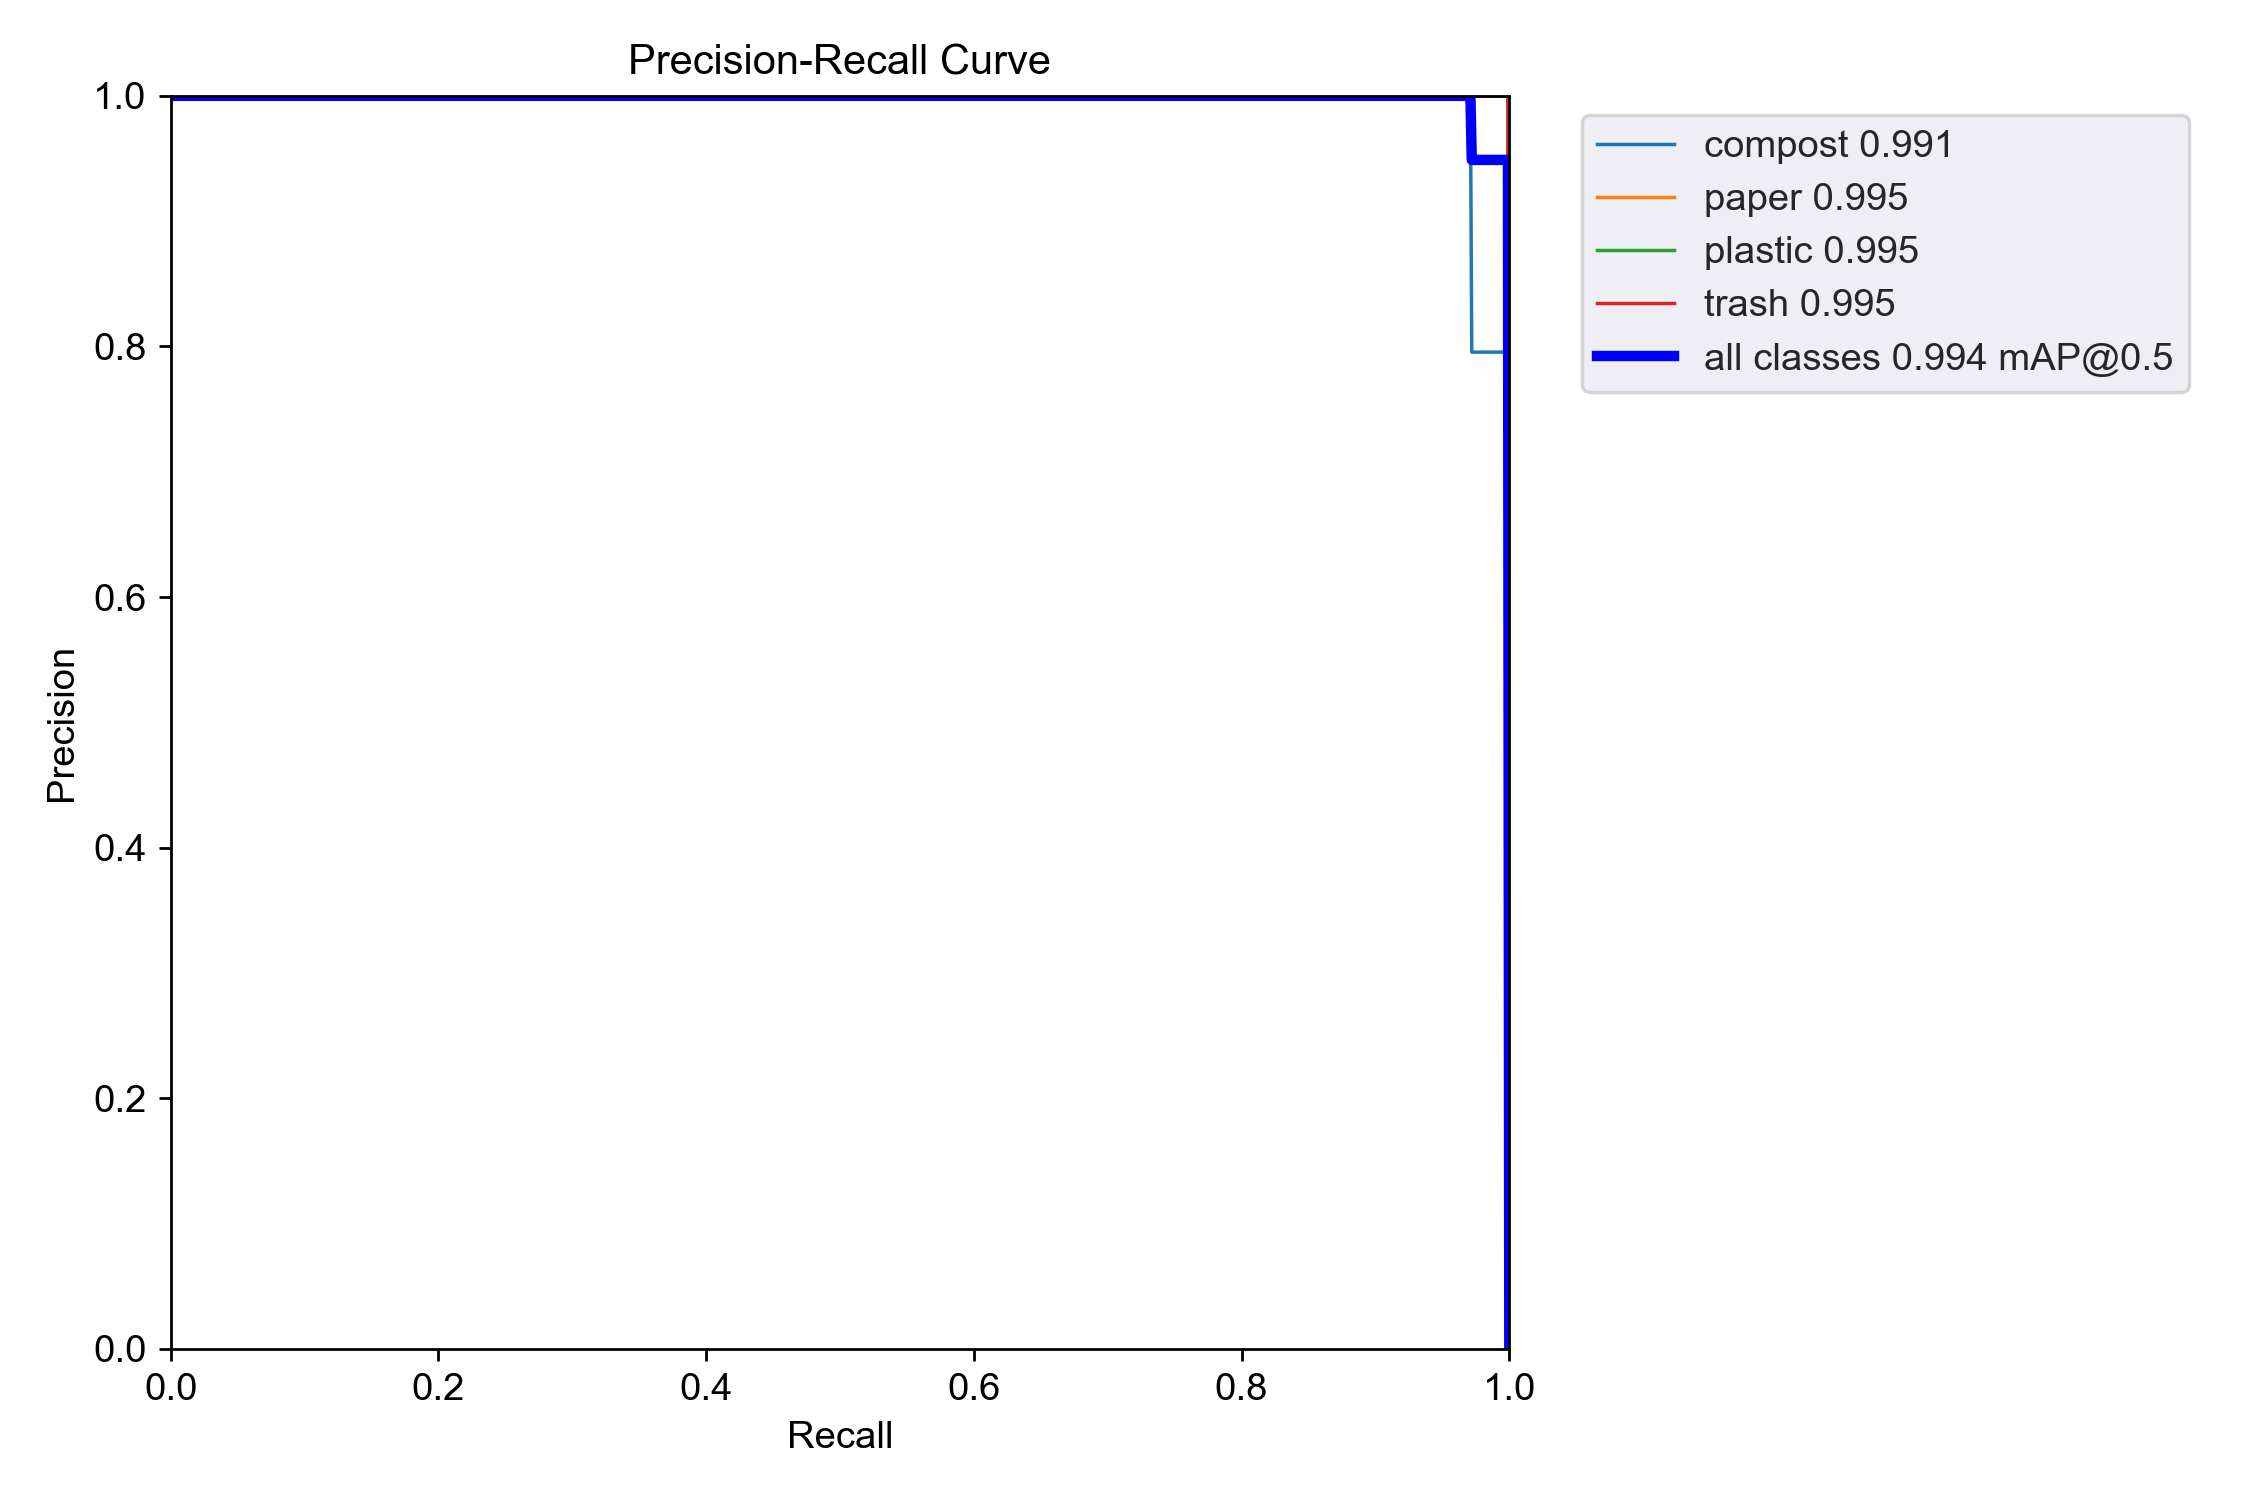 Precision-Recall Curve
1.0
0.8
0.6
0.4
0.2
0.0
Precision
0.0 0.2 0.4 0.6 0.8 1.0
Recall
compost 0.991
paper 0.995
plastic 0.995
trash 0.995
all classes 0.994 mAP@0.5